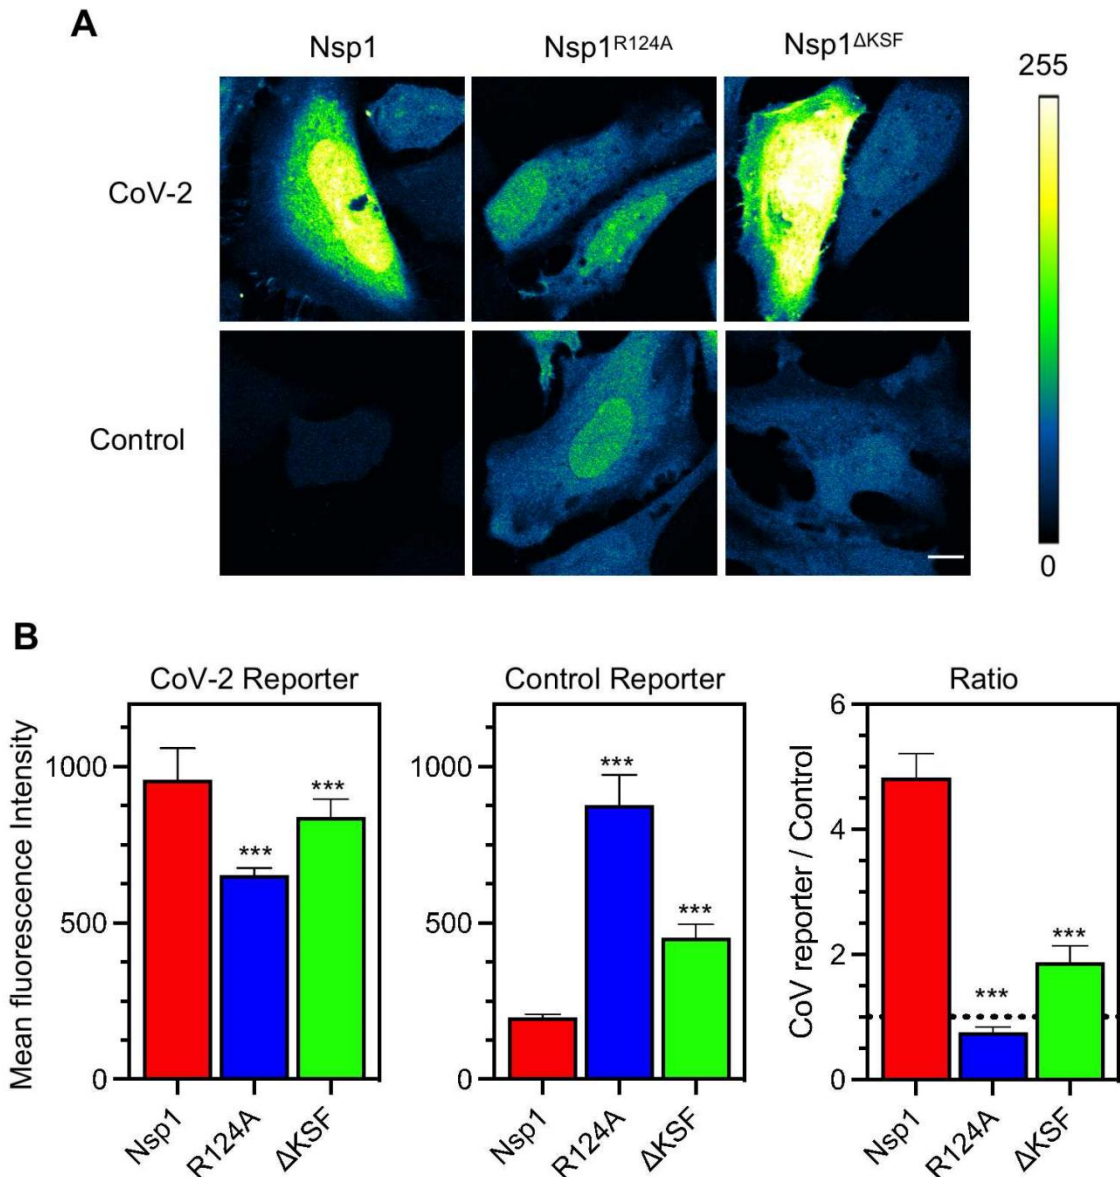 A
Nsp1
Nsp1R124A
Nsp1ΔKSF
255
CoV-2
Control
0
B
CoV-2 Reporter
Control Reporter
Ratio
Mean fluorescence Intensity
1000
500
0
***
***
Nsp1
R124A
ΔKSF
1000
500
0
***
***
Nsp1
R124A
ΔKSF
CoV reporter / Control
6
4
2
0
***
***
Nsp1
R124A
ΔKSF